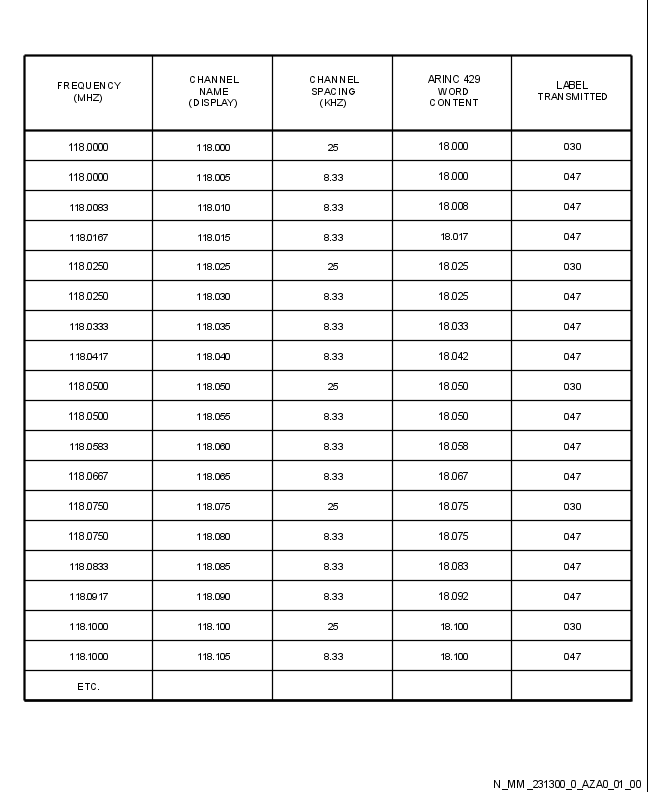 FREQUENCY (MHZ) CHANNEL NAME (DISPLAY) CHANNEL SPACING (KHZ) ARINC 429 WORD CONTENT LABEL TRANSMITTED
118.0000 118.000 25 18.000 030
118.0000 118.005 8.33 18.000 047
118.0083 118.010 8.33 18.008 047
118.0167 118.015 8.33 18.017 047
118.0250 118.025 25 18.025 030
118.0250 118.030 8.33 18.025 047
118.0333 118.035 8.33 18.033 047
118.0417 118.040 8.33 18.042 047
118.0500 118.050 25 18.050 030
118.0500 118.055 8.33 18.050 047
118.0583 118.060 8.33 18.058 047
118.0667 118.065 8.33 18.067 047
118.0750 118.075 25 18.075 030
118.0750 118.080 8.33 18.075 047
118.0833 118.085 8.33 18.083 047
118.0917 118.090 8.33 18.092 047
118.1000 118.100 25 18.100 030
118.1000 118.105 8.33 18.100 047
ETC.
N_MM_231300_0_AZA0_01_00